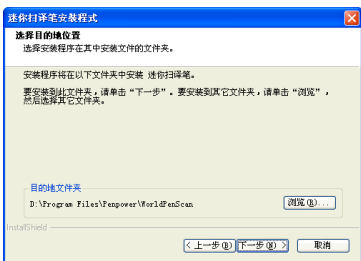 迷你扫译笔安装程式
选择目的地位置
选择安装程序在其中安装文件的文件夹。
安装程序将在以下文件夹中安装 迷你扫译笔。
要安装到此文件夹，请单击“下一步”。要安装到其它文件夹，请单击“浏览”，
然后选择其它文件夹。
目的地文件夹
D:\Program Files\Penpower\WorldPenScan
浏览(R)...
InstallShield
< 上一步(B) 下一步(N) > 取消